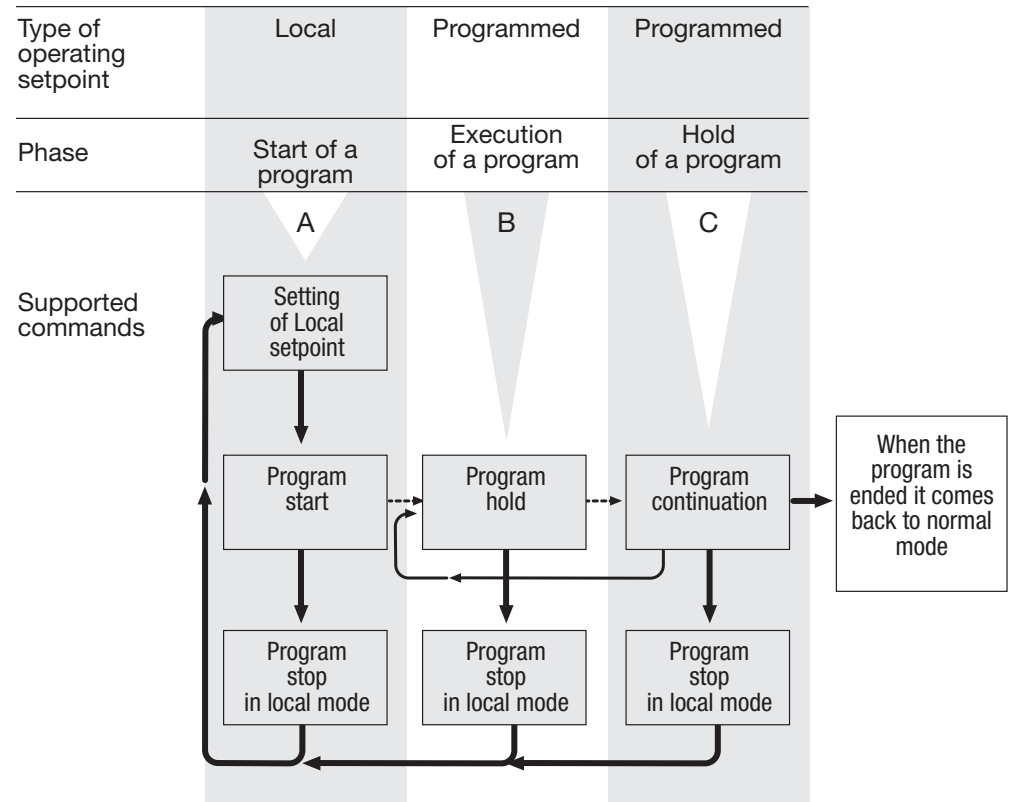 Type of
operating
setpoint
Local
Programmed
Programmed
Phase
Start of a
program
Execution
of a program
Hold
of a program
A
B
C
Supported
commands
Setting
of Local
setpoint
Program
start
Program
hold
Program
continuation
When the
program is
ended it comes
back to normal
mode
Program
stop
in local mode
Program
stop
in local mode
Program
stop
in local mode